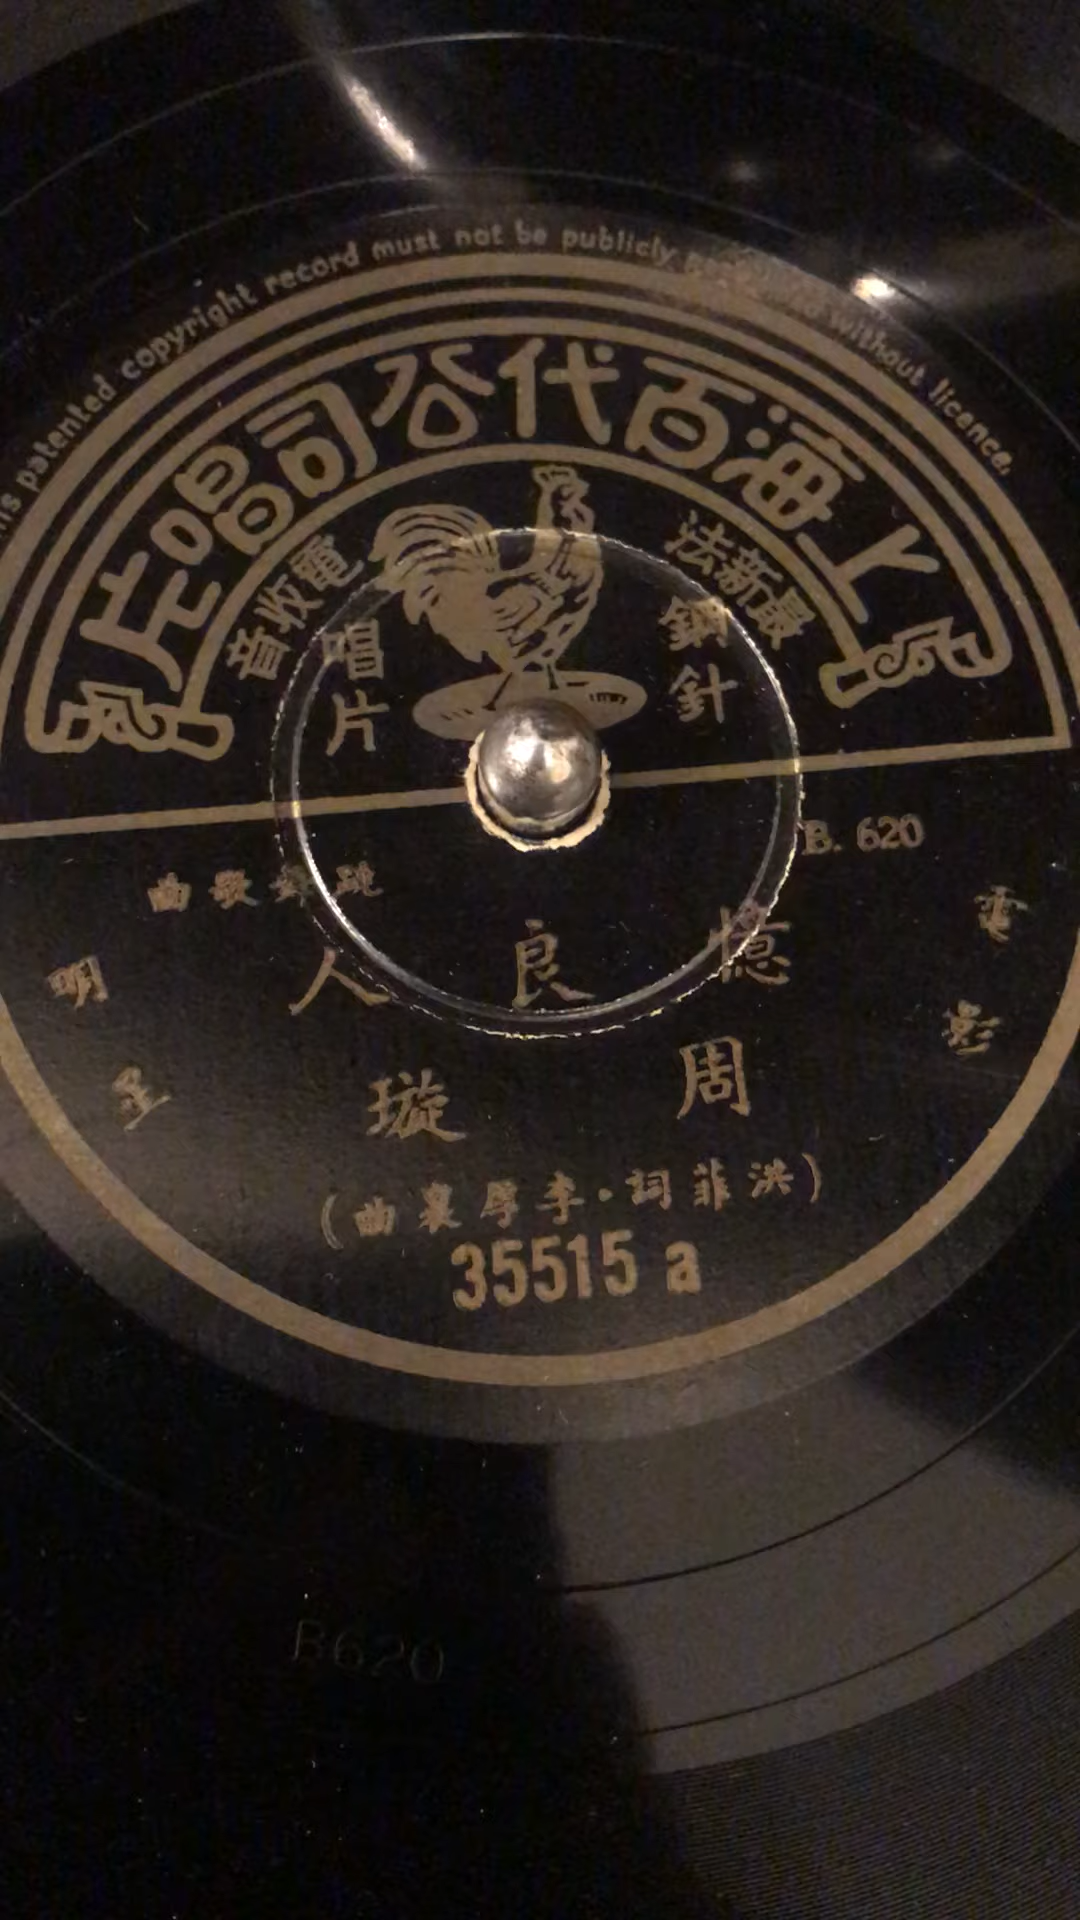 This patented copyright record must not be publicly performed without licence.
上海百代公司唱片
最新法 電收音
鋼針 唱片
B. 620
跳舞歌曲
電影 明星
憶良人
周璇
(洪菲詞·李厚襄曲)
35515 a
B620